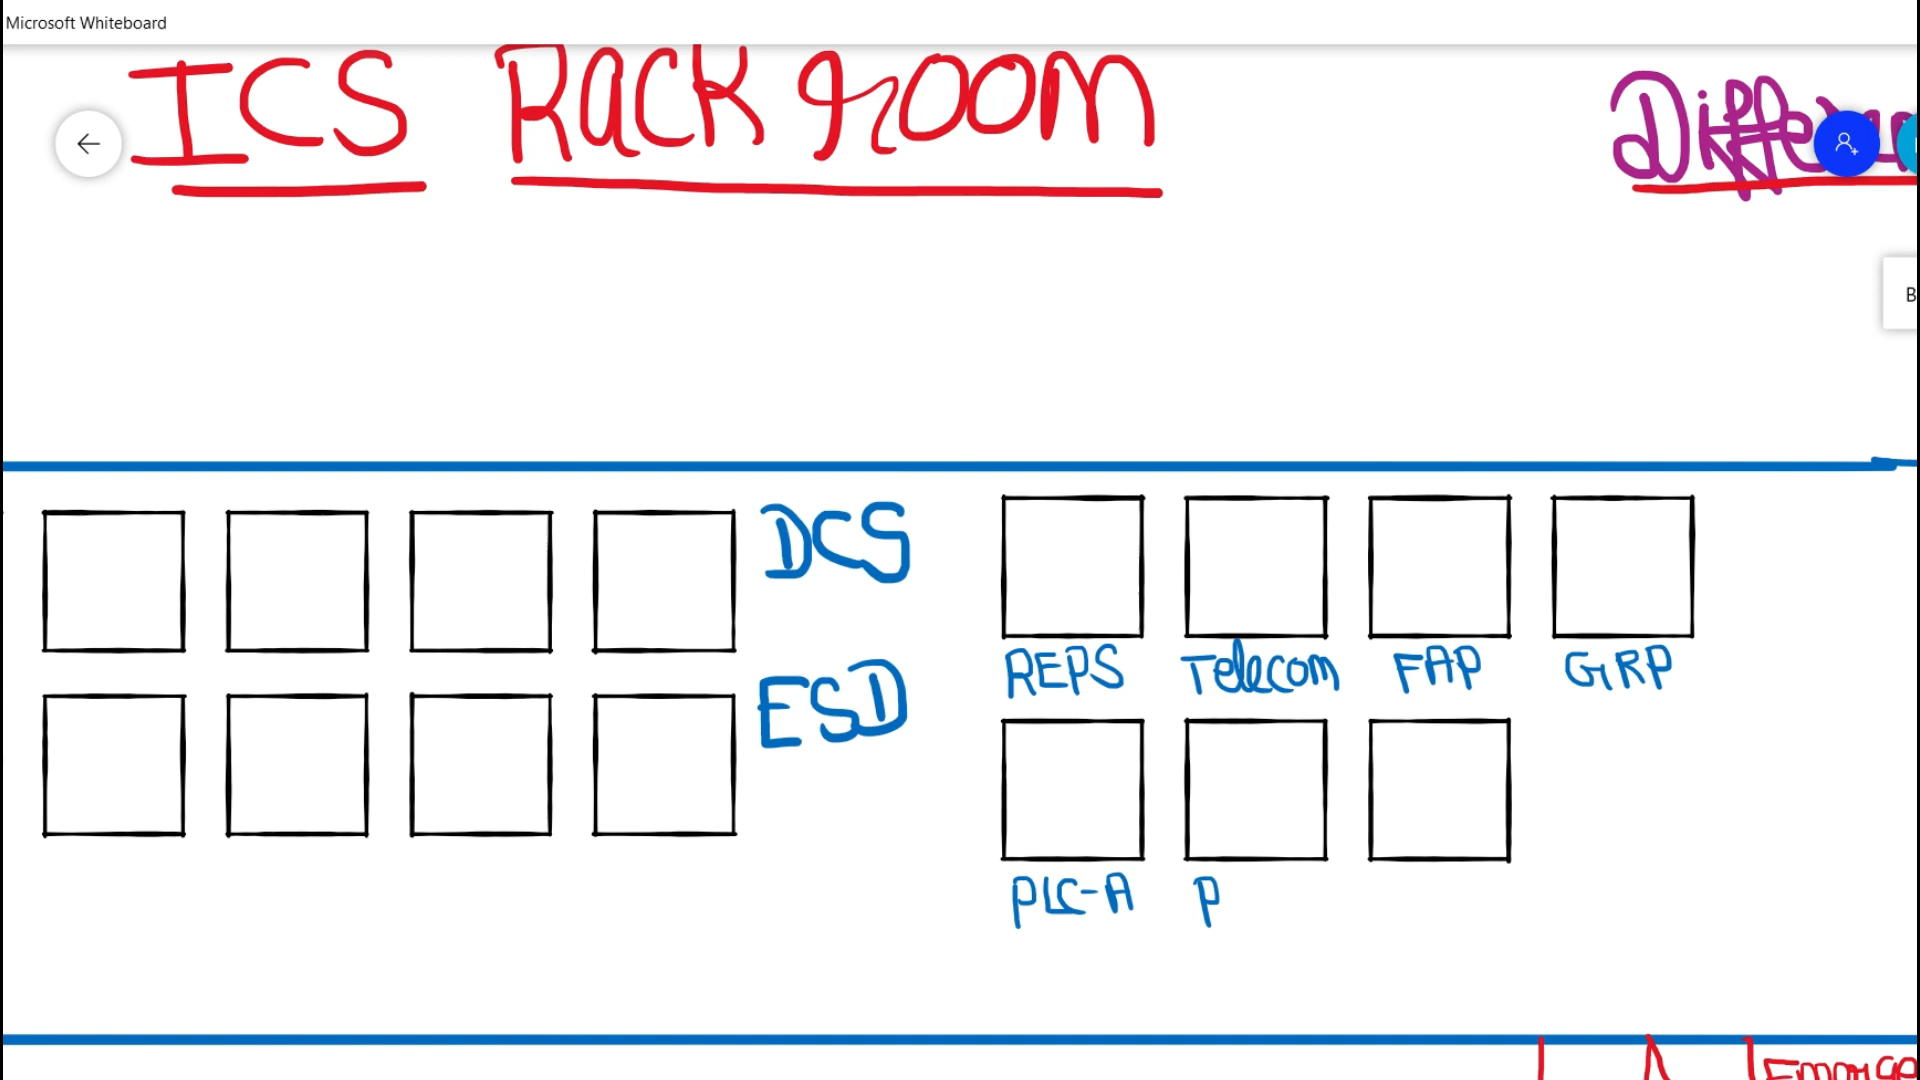 Microsoft Whiteboard
ICS Rack room
DCS
REPS Telecom FAP GRP
ESD
PLC-A P
B